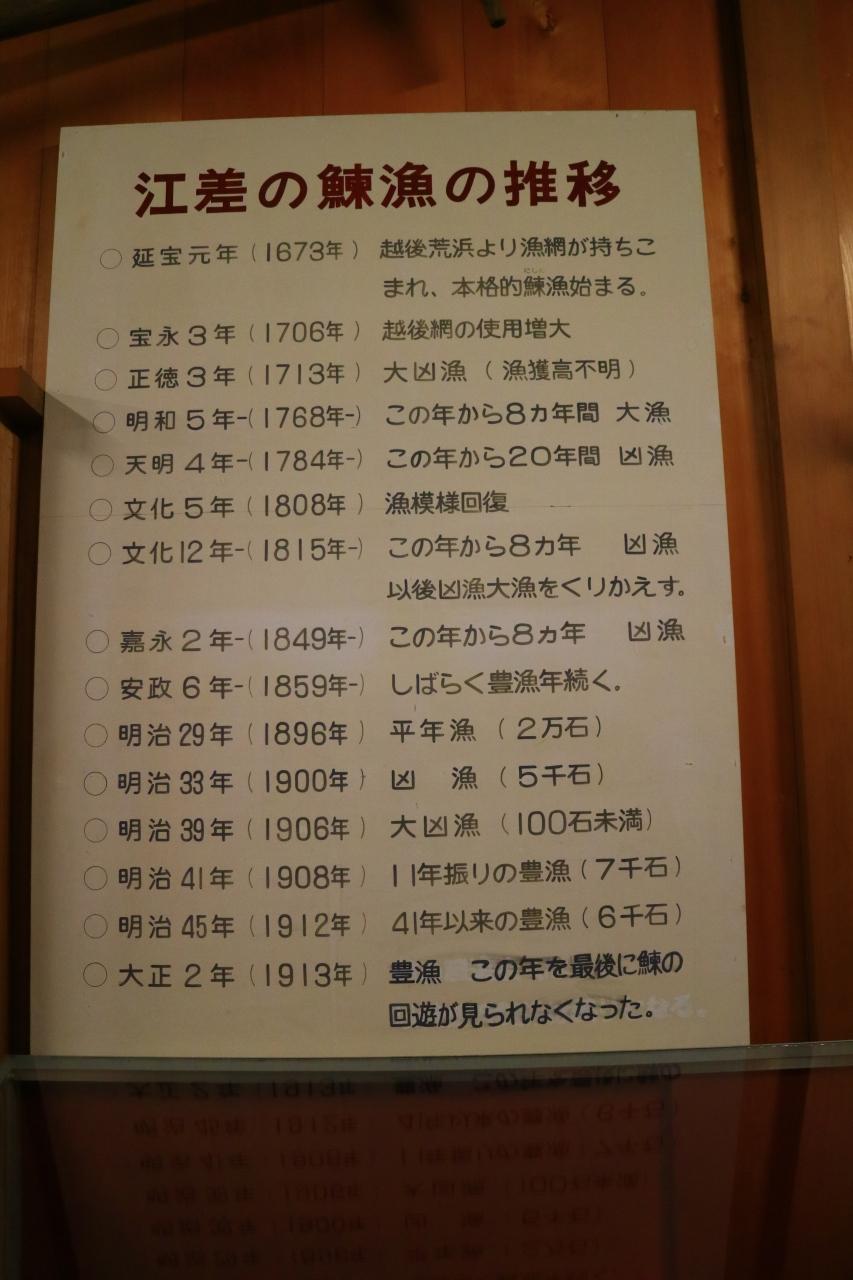 江差の鰊漁の推移
○ 延宝元年（1673年） 越後荒浜より漁網が持ちこ
まれ、本格的鰊漁始まる。
にしん
○ 宝永3年（1706年） 越後網の使用増大
○ 正徳3年（1713年） 大凶漁（漁獲高不明）
○ 明和5年-（1768年-） この年から8ヵ年間 大漁
○ 天明4年-（1784年-） この年から20年間 凶漁
○ 文化5年（1808年） 漁模様回復
○ 文化12年-（1815年-） この年から8カ年 凶漁
以後凶漁大漁をくりかえす。
○ 嘉永2年-（1849年-） この年から8ヵ年 凶漁
○ 安政6年-（1859年-） しばらく豊漁年続く。
○ 明治29年（1896年） 平年漁（2万石）
○ 明治33年（1900年） 凶 漁（5千石）
○ 明治39年（1906年） 大凶漁（100石未満）
○ 明治41年（1908年） 11年振りの豊漁（7千石）
○ 明治45年（1912年） 41年以来の豊漁（6千石）
○ 大正2年（1913年） 豊漁 この年を最後に鰊の
回遊が見られなくなった。